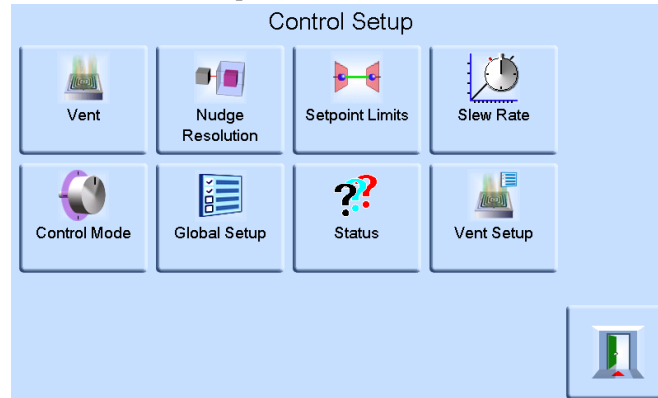 Control Setup
Vent
Nudge
Resolution
Setpoint Limits
Slew Rate
Control Mode
Global Setup
???
Status
Vent Setup